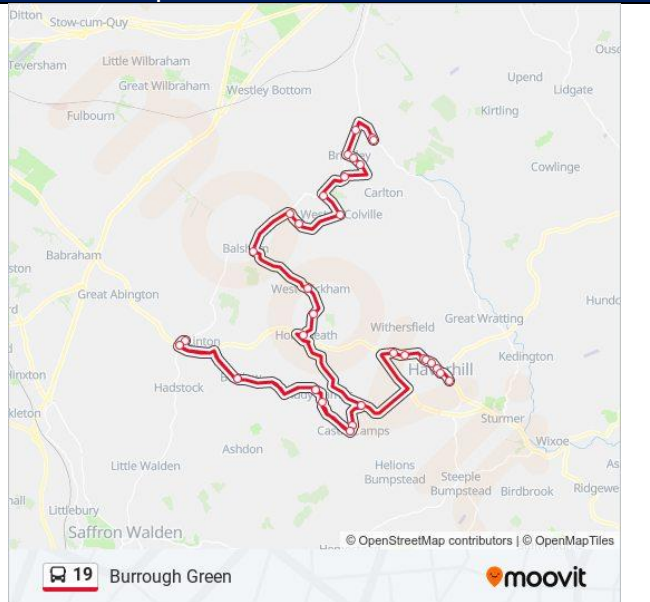 Ditton
Stow-cum-Quy
Teversham
Little Wilbraham
Great Wilbraham
Westley Bottom
Upend
Lidgate
Fulbourn
Kirtling
Cowlinge
Carlton
Balsham
Babraham
Great Abington
Withersfield
Great Wratting
Kedington
Haverhill
Hadstock
Sturmer
Castle Camps
Ashdon
Wixoe
Helions
Bumpstead
Steeple
Bumpstead
Birdbrook
Ridgewe
Little Walden
Littlebury
Saffron Walden
© OpenStreetMap contributors | © OpenMapTiles
19 Burrough Green
moovit